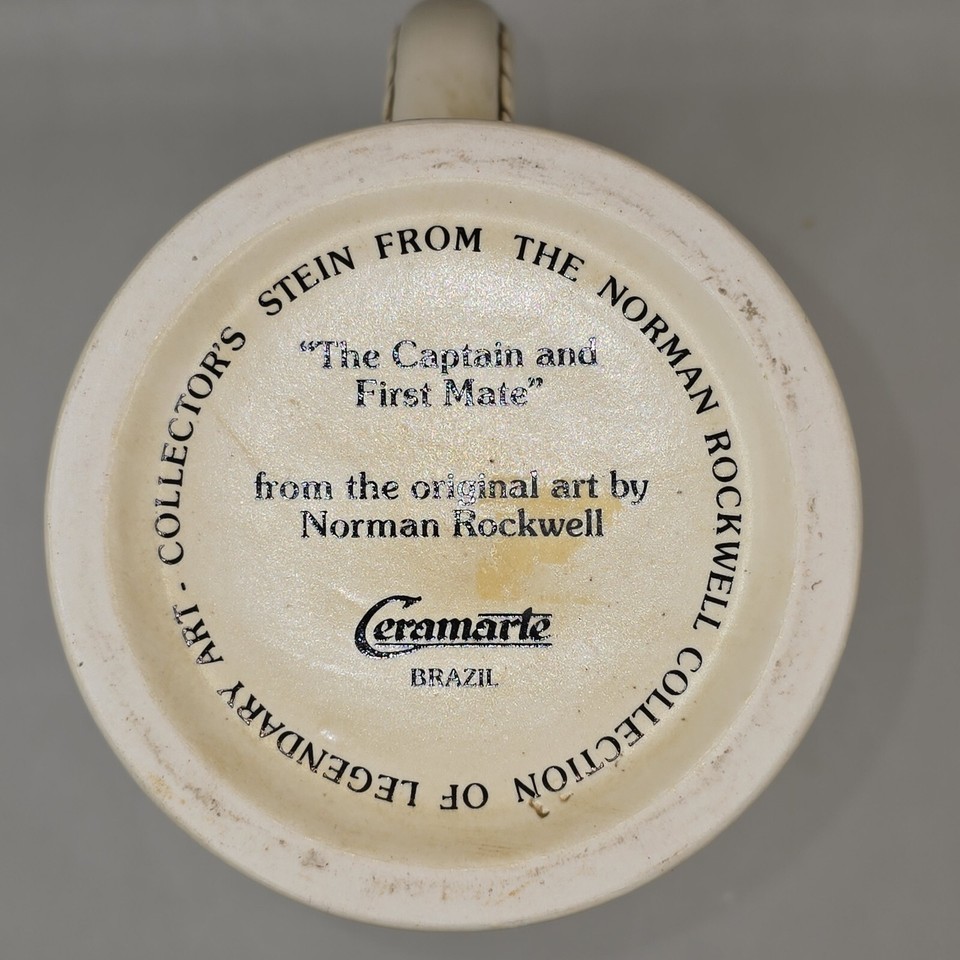 COLLECTOR'S STEIN FROM THE NORMAN ROCKWELL COLLECTION OF LEGENDARY ART -
“The Captain and
First Mate”
from the original art by
Norman Rockwell
Ceramarte
BRAZIL